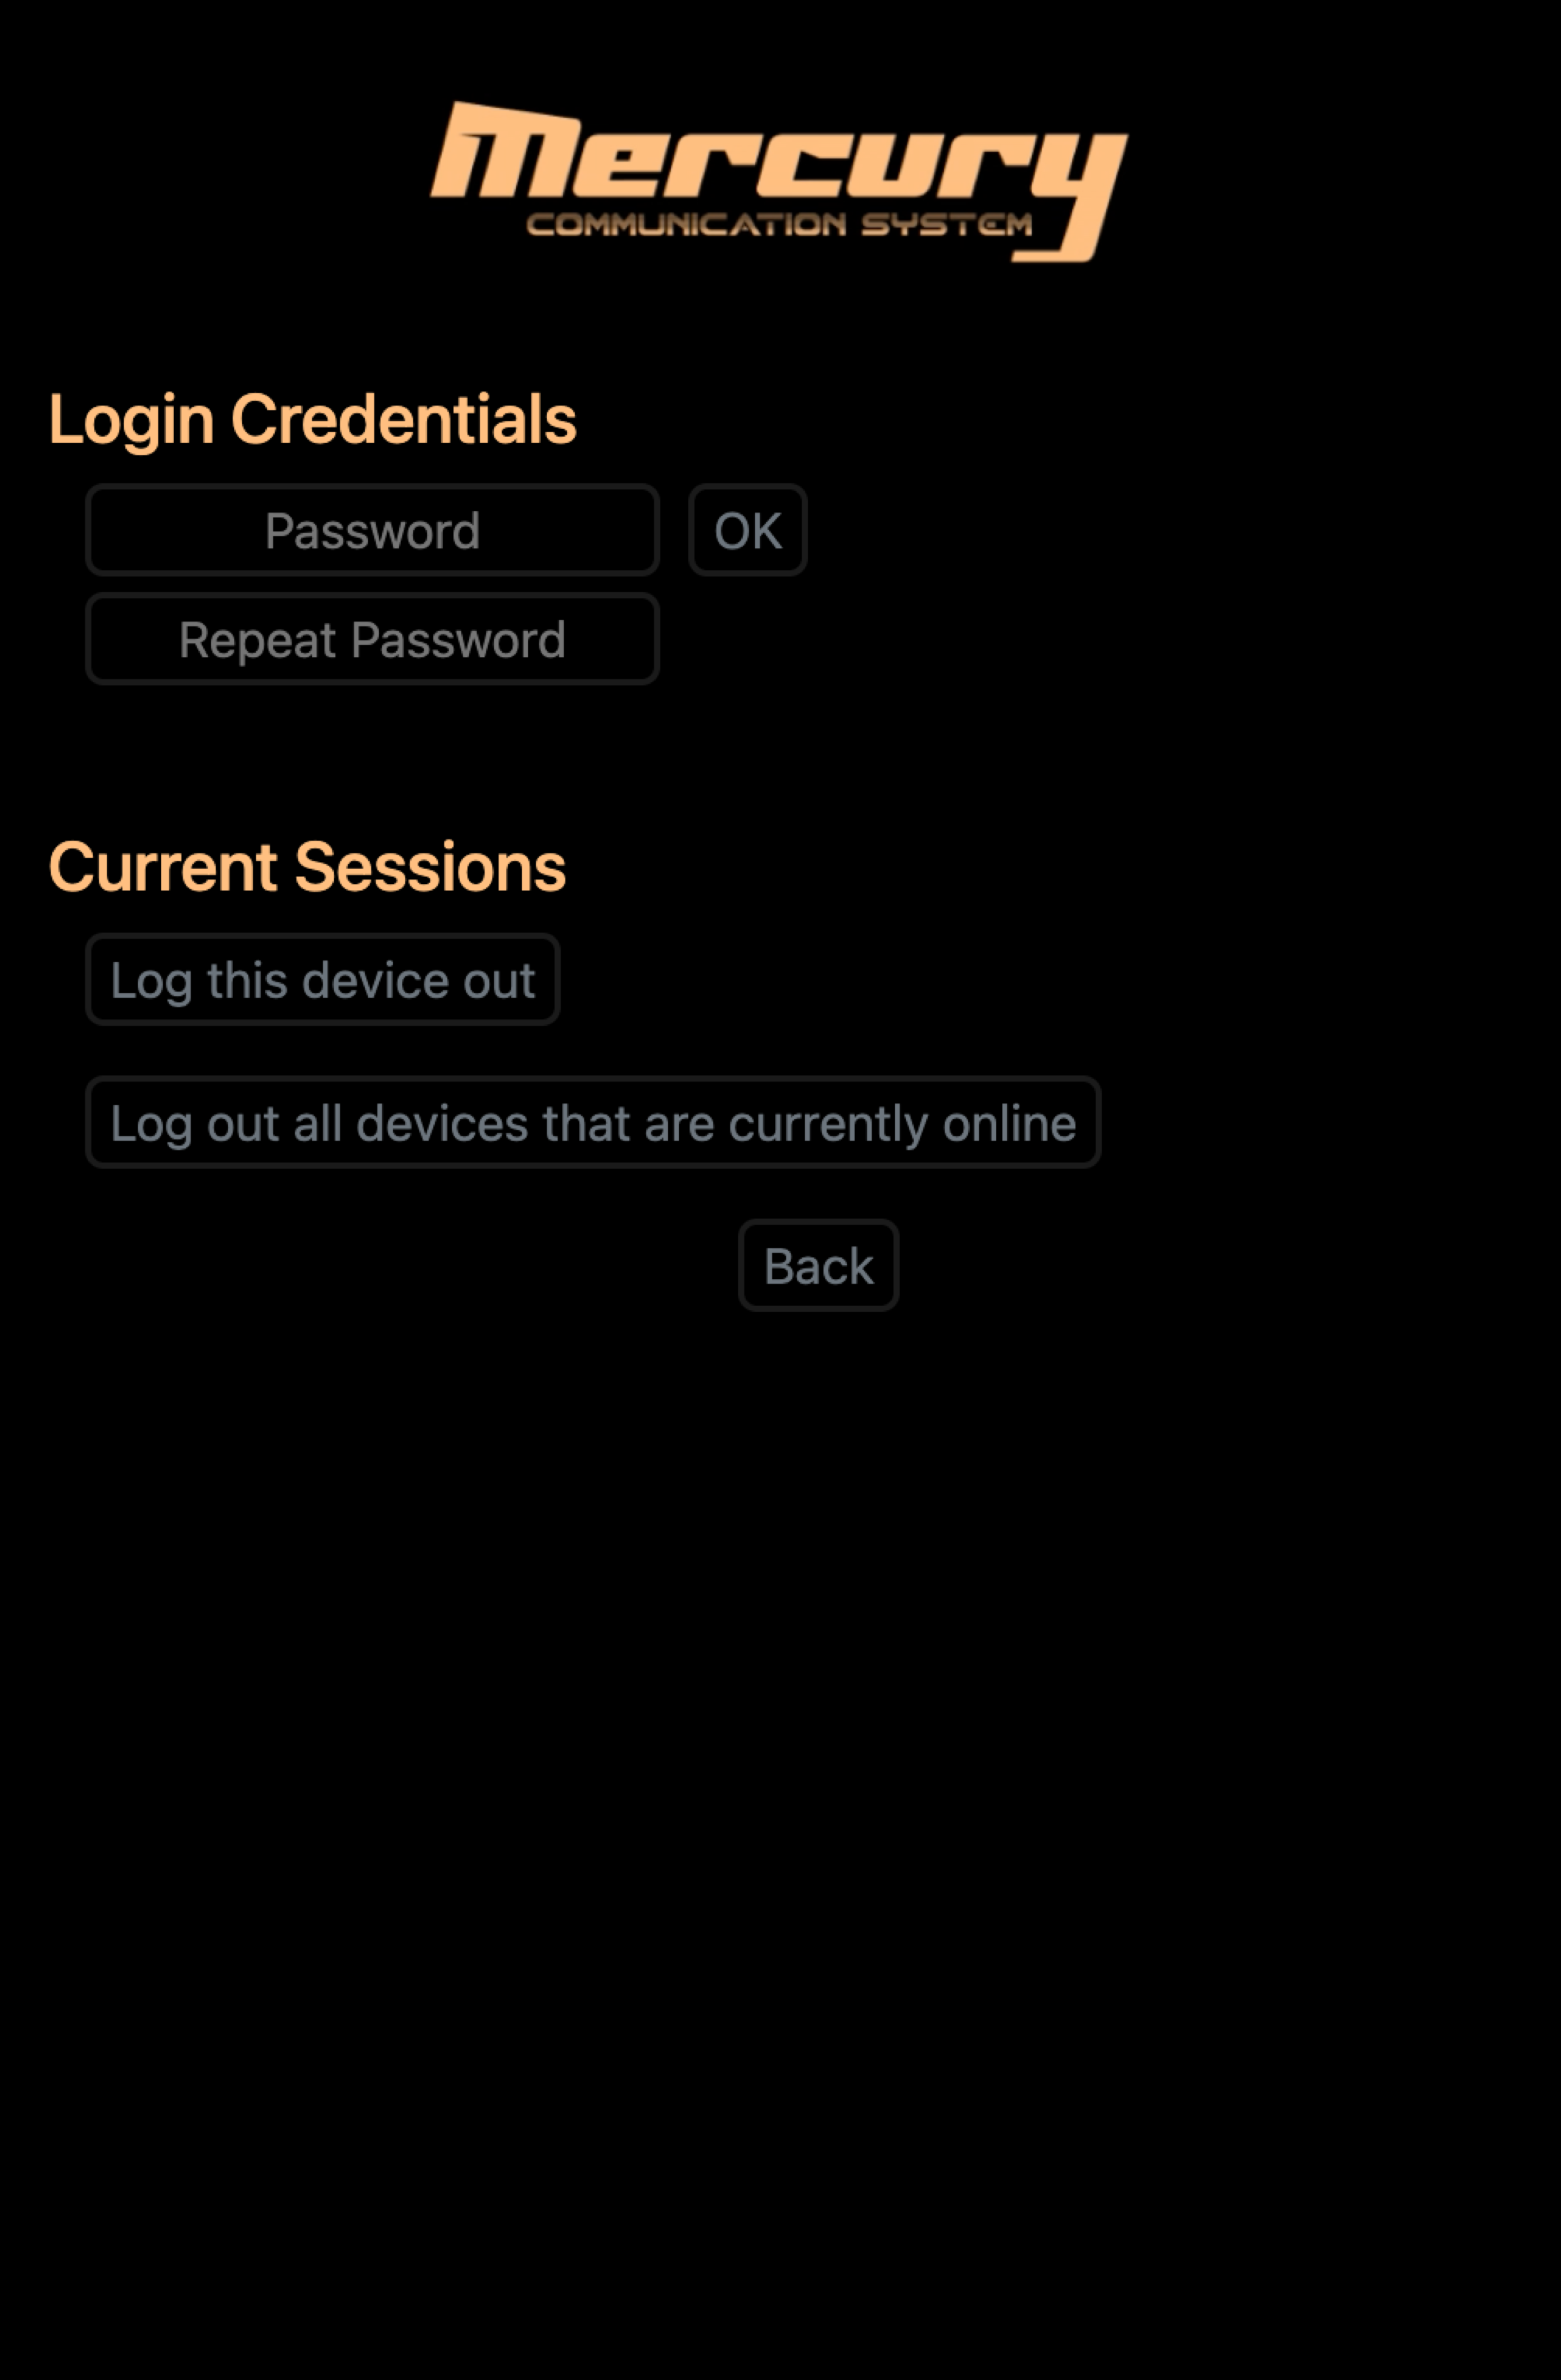 Mercury
COMMUNICATION SYSTEM
Login Credentials
Password OK
Repeat Password
Current Sessions
Log this device out
Log out all devices that are currently online
Back